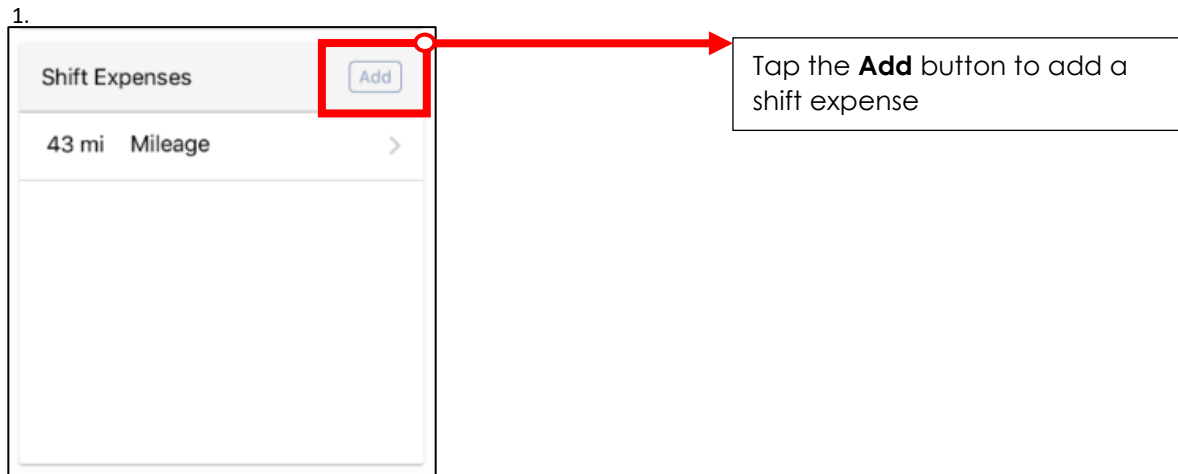 1.
Shift Expenses Add
43 mi Mileage >
Tap the Add button to add a
shift expense